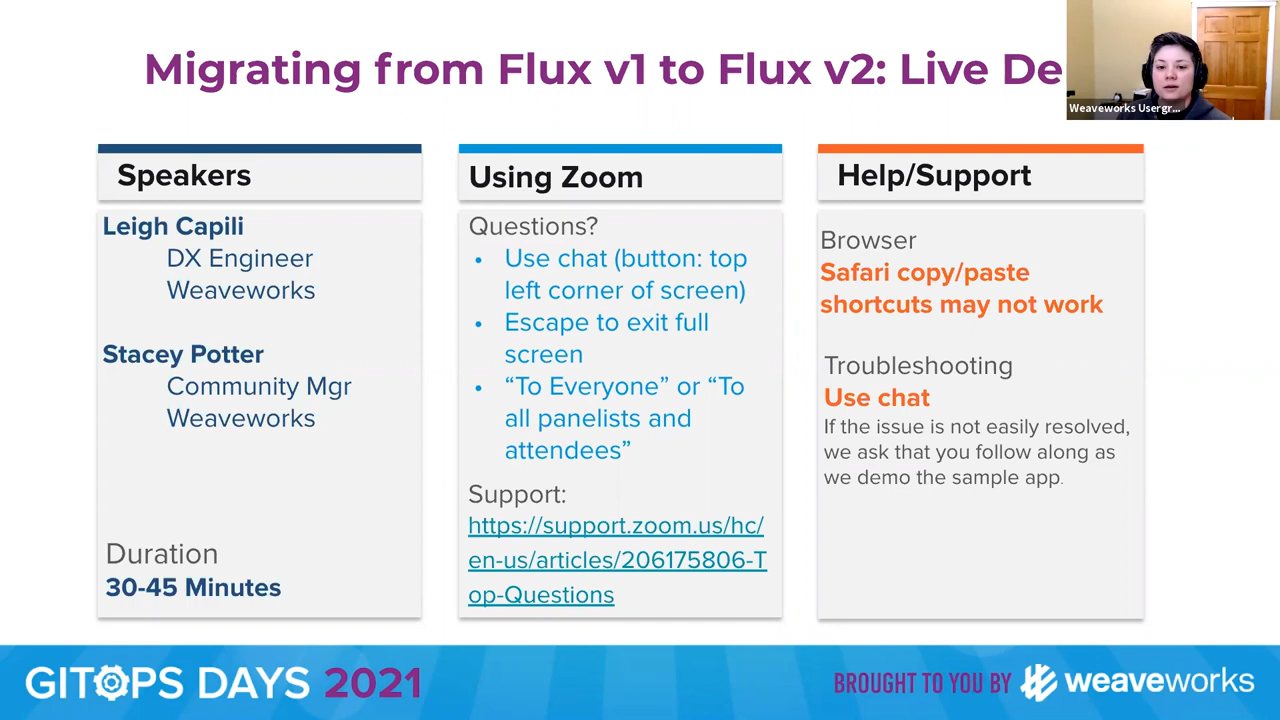 Migrating from Flux v1 to Flux v2: Live De
Weaveworks Usergr...
Speakers
Leigh Capili
DX Engineer
Weaveworks
Stacey Potter
Community Mgr
Weaveworks
Duration
30-45 Minutes
Using Zoom
Questions?
• Use chat (button: top
left corner of screen)
• Escape to exit full
screen
• “To Everyone” or “To
all panelists and
attendees”
Support:
https://support.zoom.us/hc/
en-us/articles/206175806-T
op-Questions
Help/Support
Browser
Safari copy/paste
shortcuts may not work
Troubleshooting
Use chat
If the issue is not easily resolved,
we ask that you follow along as
we demo the sample app.
GITOPS DAYS 2021
BROUGHT TO YOU BY weaveworks